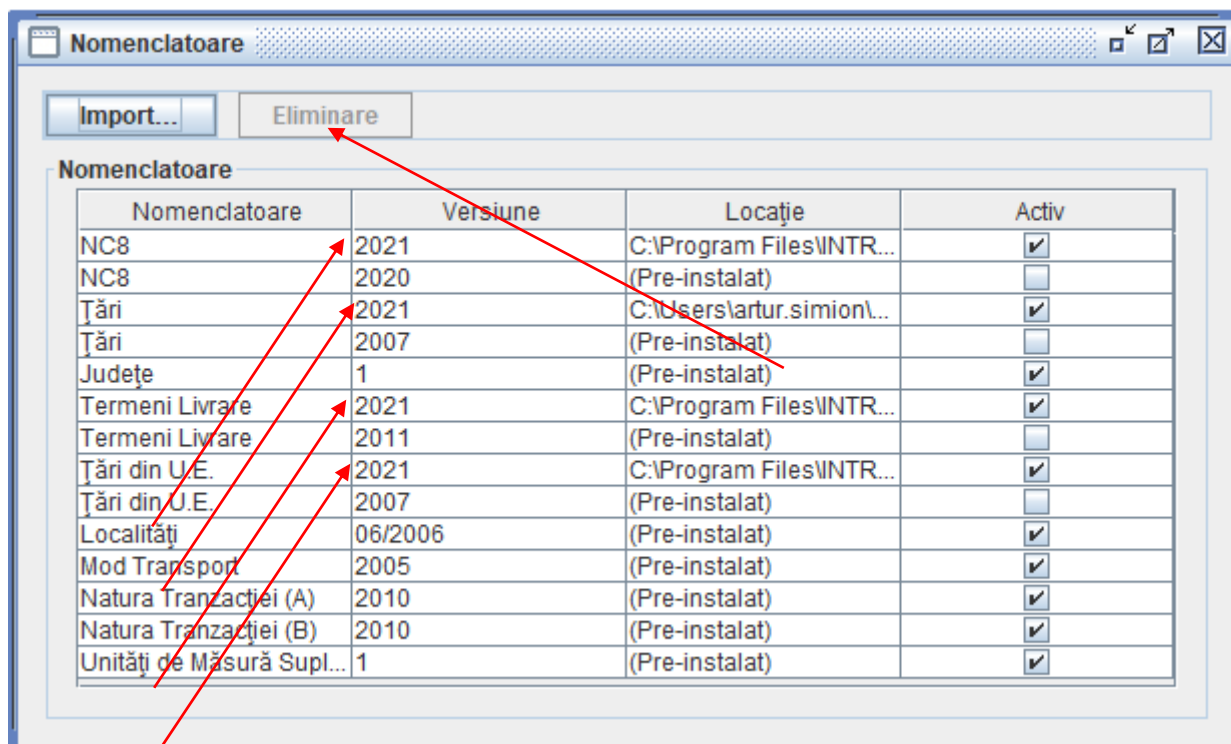 Nomenclatoare
Import... Eliminare
Nomenclatoare
Nomenclatoare Versiune Locaţie Activ
NC8 2021 C:\Program Files\INTR...
NC8 2020 (Pre-instalat)
Ţări 2021 C:\Users\artur.simion\...
Ţări 2007 (Pre-instalat)
Judeţe 1 (Pre-instalat)
Termeni Livrare 2021 C:\Program Files\INTR...
Termeni Livrare 2011 (Pre-instalat)
Ţări din U.E. 2021 C:\Program Files\INTR...
Ţări din U.E. 2007 (Pre-instalat)
Localităţi 06/2006 (Pre-instalat)
Mod Transport 2005 (Pre-instalat)
Natura Tranzacţiei (A) 2010 (Pre-instalat)
Natura Tranzacţiei (B) 2010 (Pre-instalat)
Unităţi de Măsură Supl... 1 (Pre-instalat)